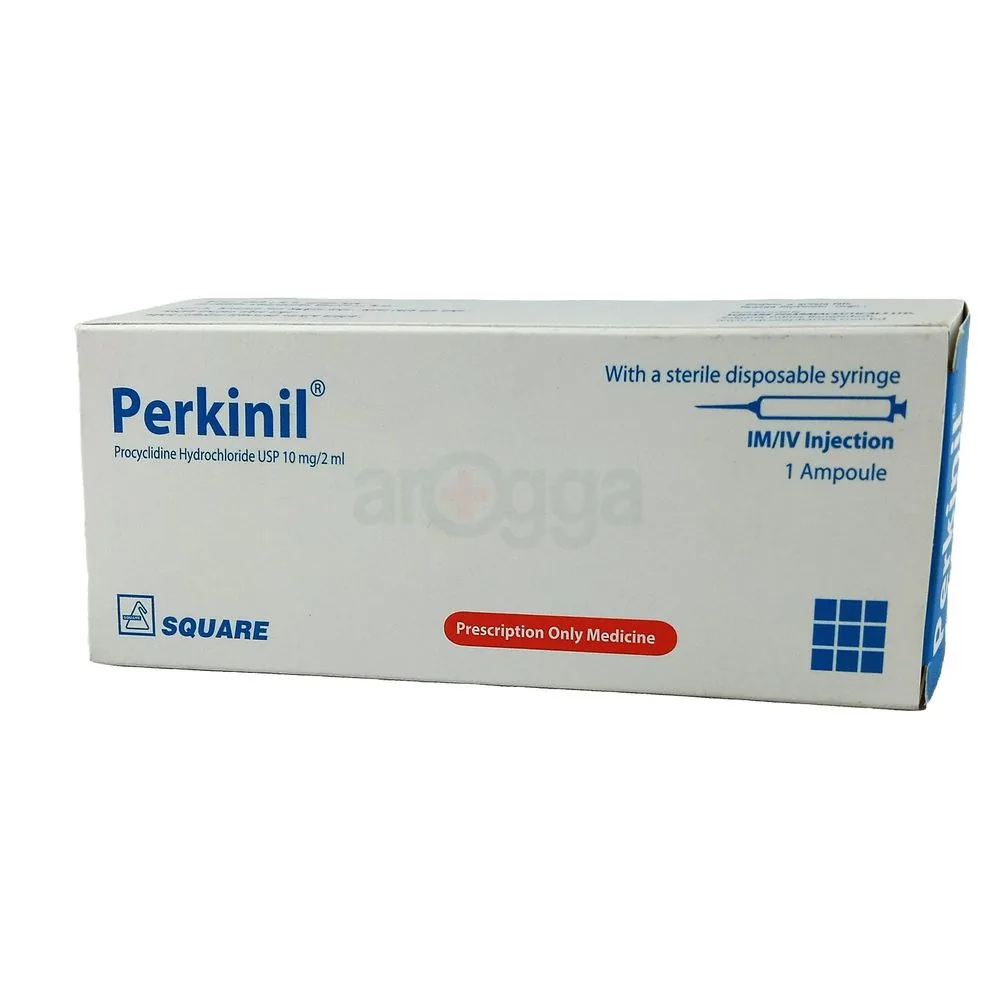 Perkinil®
Procyclidine Hydrochloride USP 10 mg/2 ml
With a sterile disposable syringe
IM/IV Injection
1 Ampoule
arogga
SQUARE
SQUARE
Prescription Only Medicine
Perkinil®